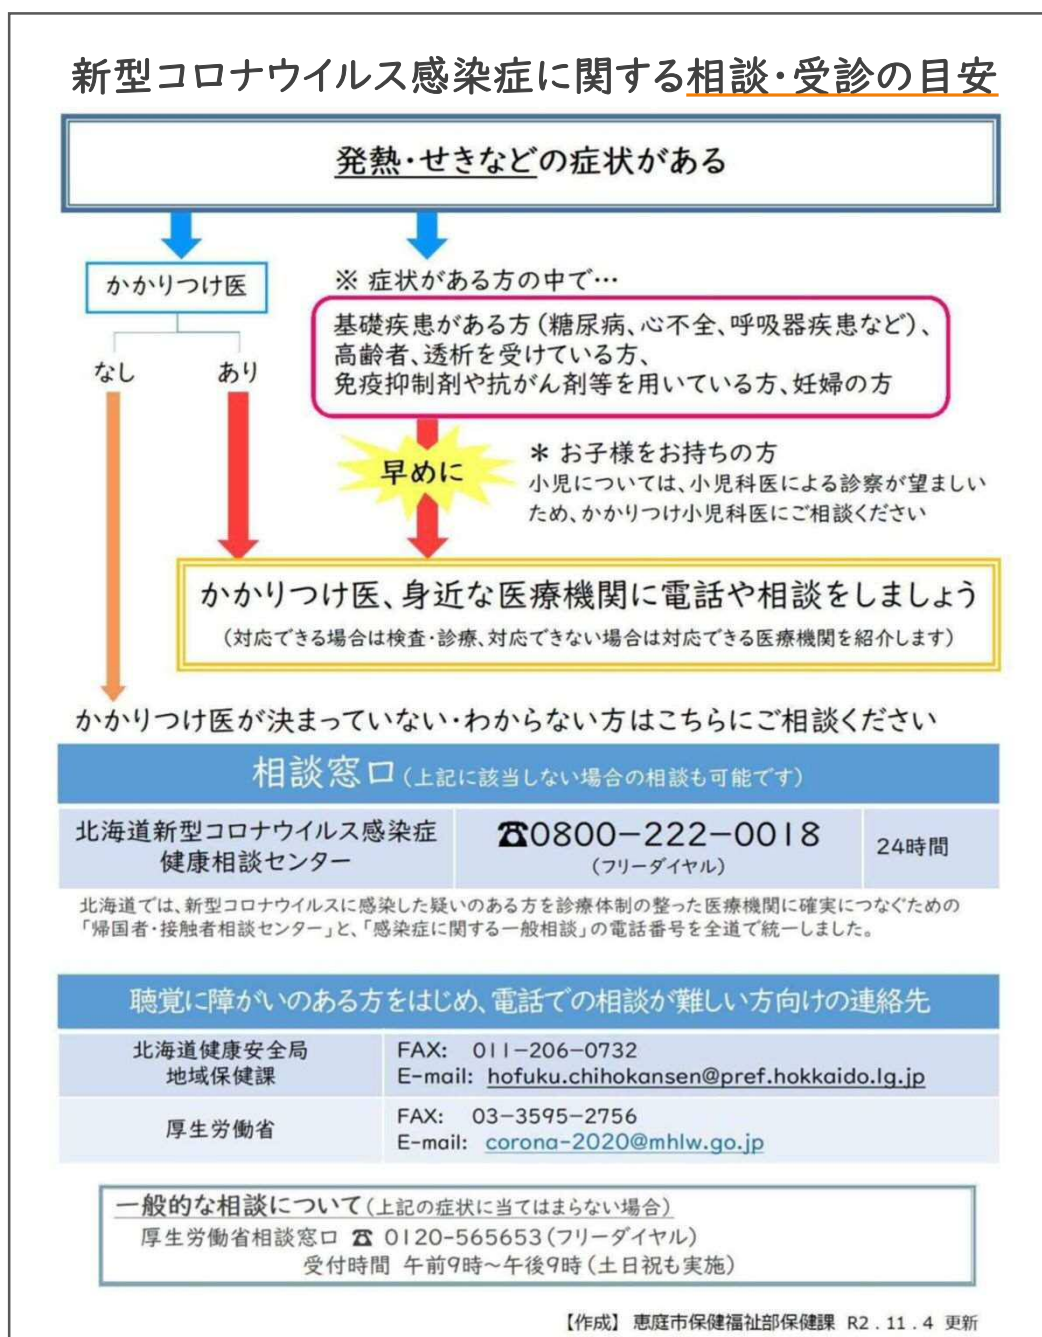 新型コロナウイルス感染症に関する相談・受診の目安
発熱・せきなどの症状がある
かかりつけ医
なし
あり
※ 症状がある方の中で…
基礎疾患がある方(糖尿病、心不全、呼吸器疾患など)、
高齢者、透析を受けている方、
免疫抑制剤や抗がん剤等を用いている方、妊婦の方
早めに
＊ お子様をお持ちの方
小児については、小児科医による診察が望ましい
ため、かかりつけ小児科医にご相談ください
かかりつけ医、身近な医療機関に電話や相談をしましょう
(対応できる場合は検査・診療、対応できない場合は対応できる医療機関を紹介します)
かかりつけ医が決まっていない・わからない方はこちらにご相談ください
相談窓口(上記に該当しない場合の相談も可能です)
北海道新型コロナウイルス感染症
健康相談センター
☎0800-222-0018
(フリーダイヤル)
24時間
北海道では、新型コロナウイルスに感染した疑いのある方を診療体制の整った医療機関に確実につなぐための
「帰国者・接触者相談センター」と、「感染症に関する一般相談」の電話番号を全道で統一しました。
聴覚に障がいのある方をはじめ、電話での相談が難しい方向けの連絡先
北海道健康安全局
地域保健課
FAX: 011-206-0732
E-mail: hofuku.chihokansen@pref.hokkaido.lg.jp
厚生労働省
FAX: 03-3595-2756
E-mail: corona-2020@mhlw.go.jp
一般的な相談について(上記の症状に当てはまらない場合)
厚生労働省相談窓口 ☎ 0120-565653(フリーダイヤル)
受付時間 午前9時～午後9時(土日祝も実施)
【作成】 恵庭市保健福祉部保健課 R2．11．4 更新